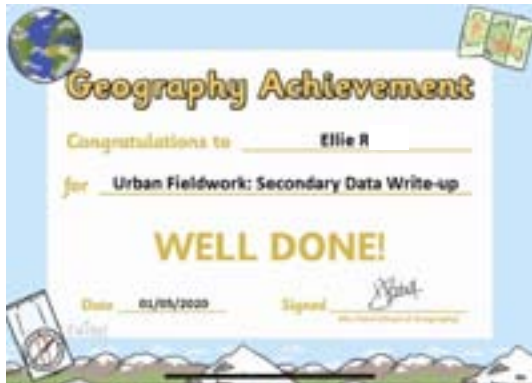 Geography Achievement
Congratulations to Ellie R
for Urban Fieldwork: Secondary Data Write-up
WELL DONE!
Date 01/05/2020 Signed